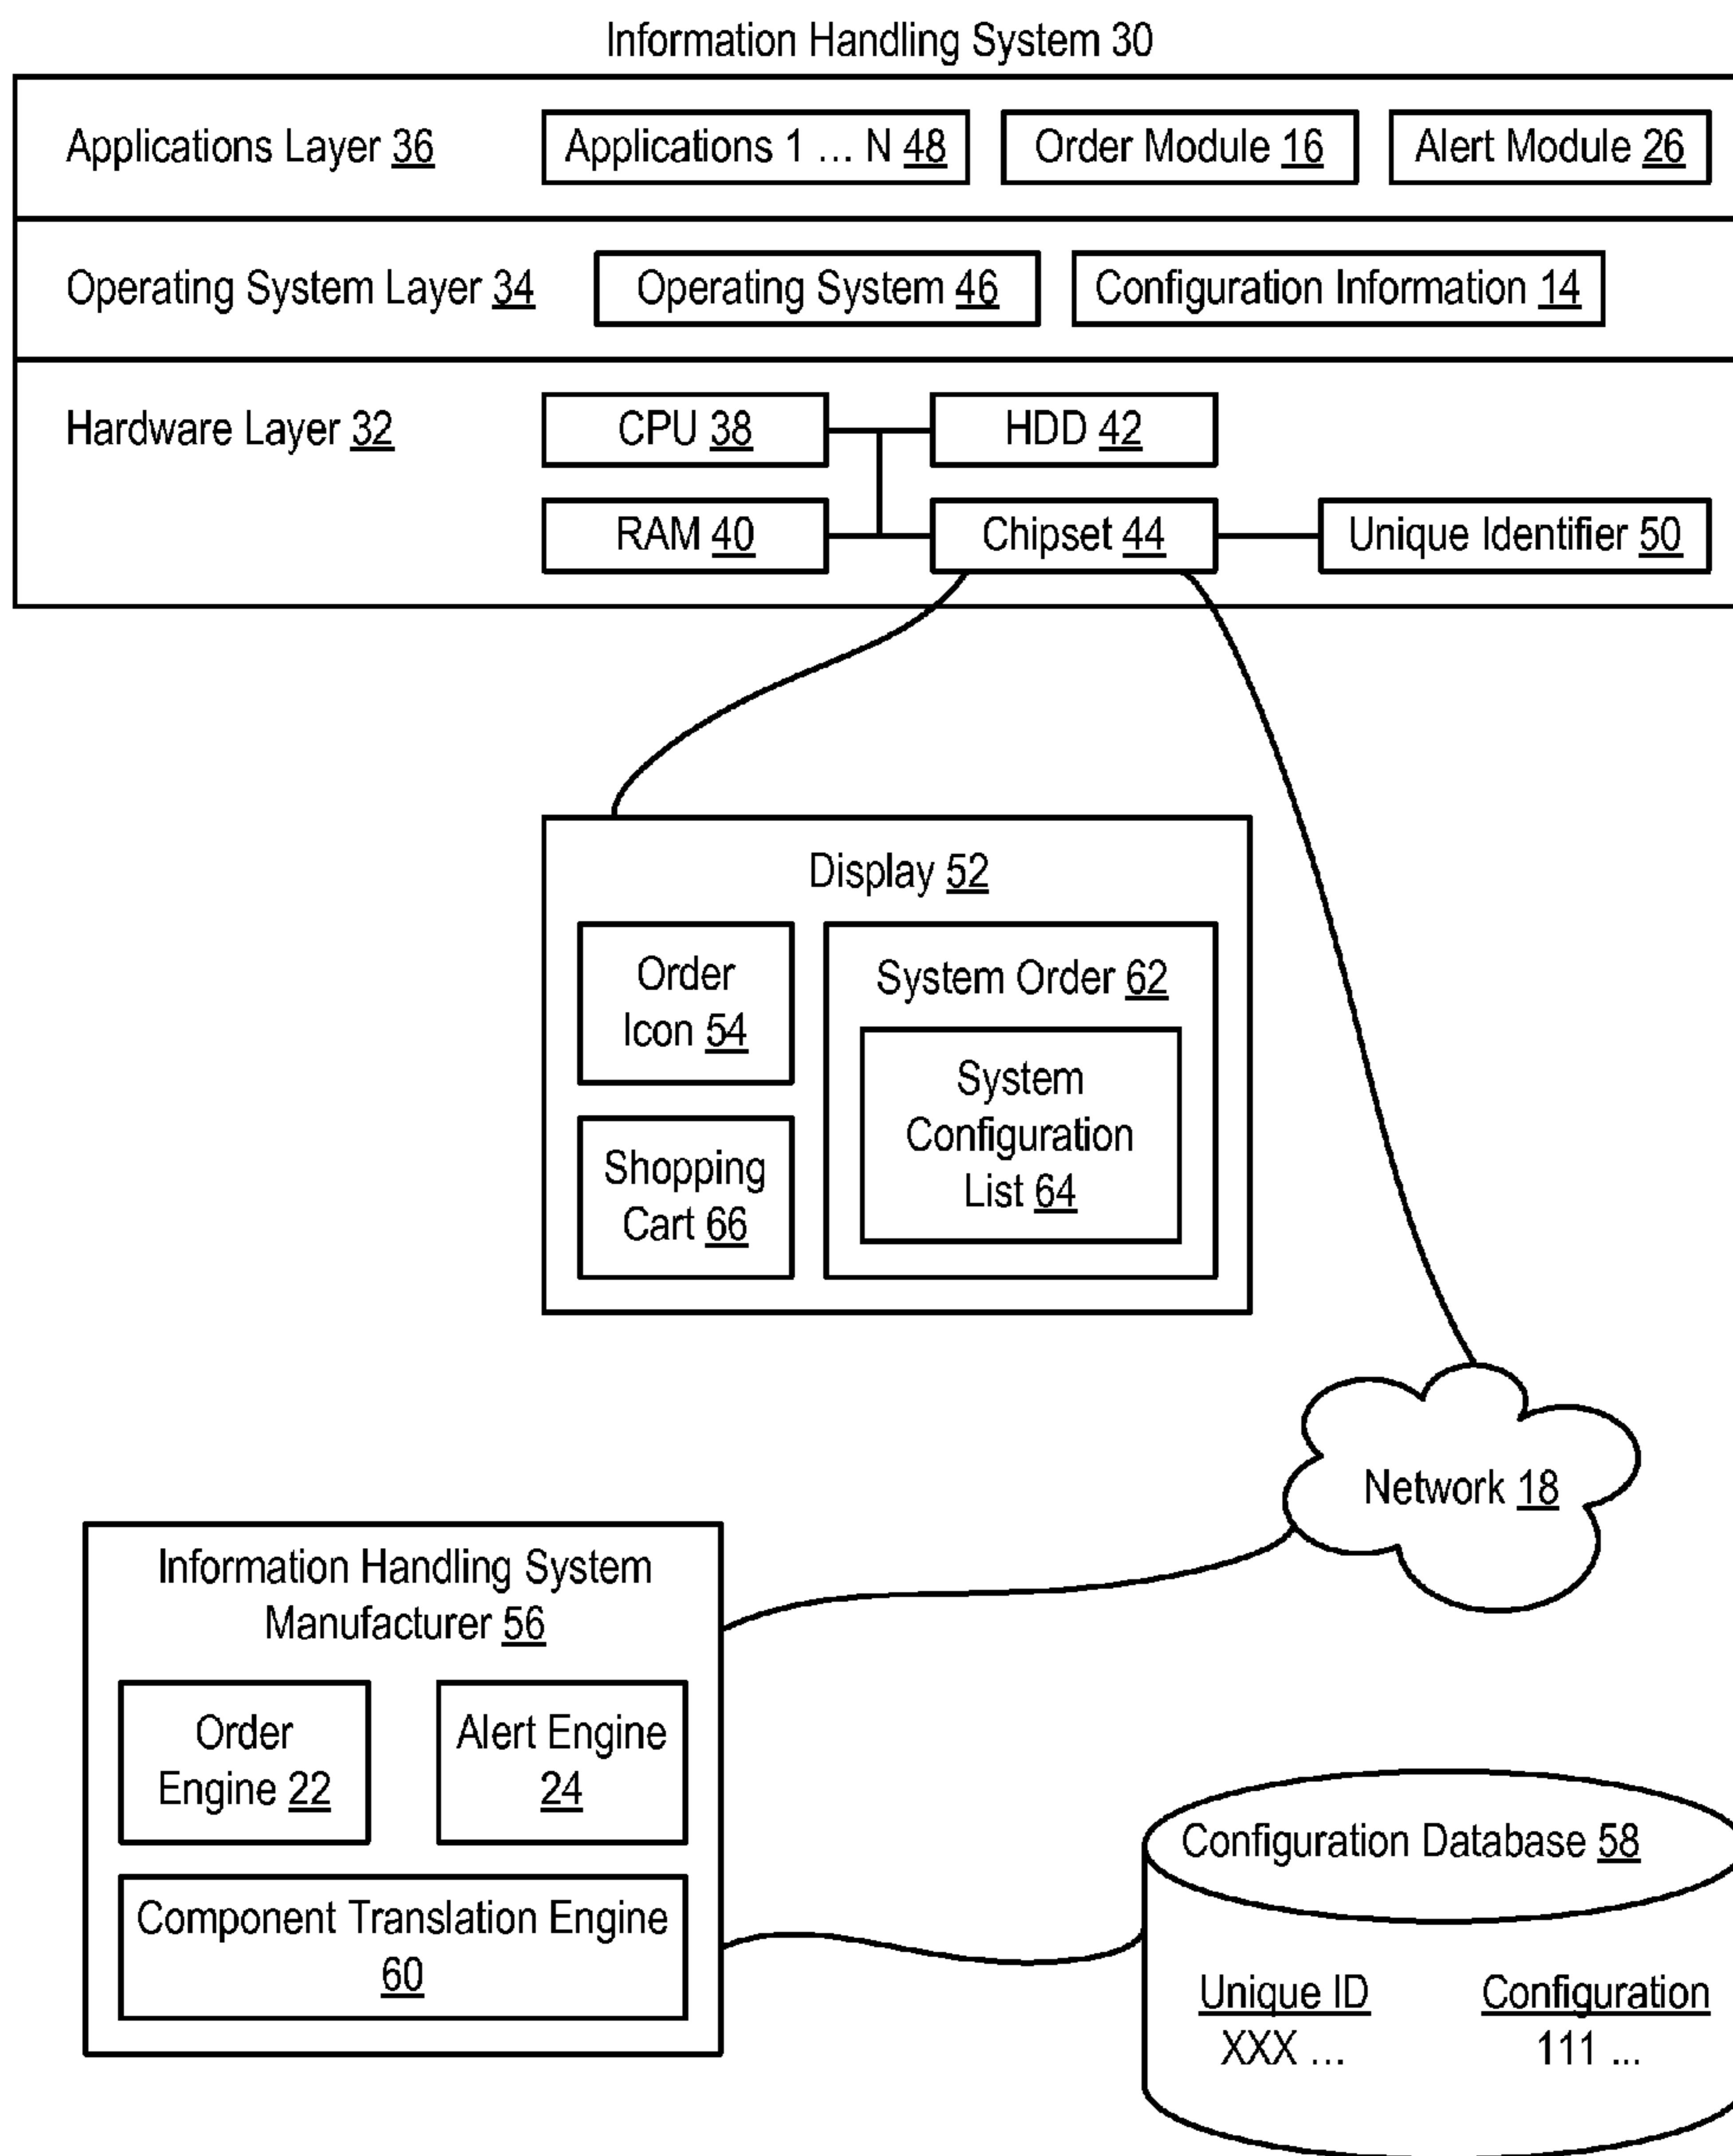 Information Handling System 30
Applications Layer 36
Applications 1 ... N 48
Order Module 16
Alert Module 26
Operating System Layer 34
Operating System 46
Configuration Information 14
Hardware Layer 32
CPU 38
HDD 42
RAM 40
Chipset 44
Unique Identifier 50
Display 52
Order
Icon 54
System Order 62
System
Configuration
List 64
Shopping
Cart 66
Network 18
Information Handling System
Manufacturer 56
Order
Engine 22
Alert Engine
24
Component Translation Engine
60
Configuration Database 58
Unique ID
XXX ...
Configuration
111 ...